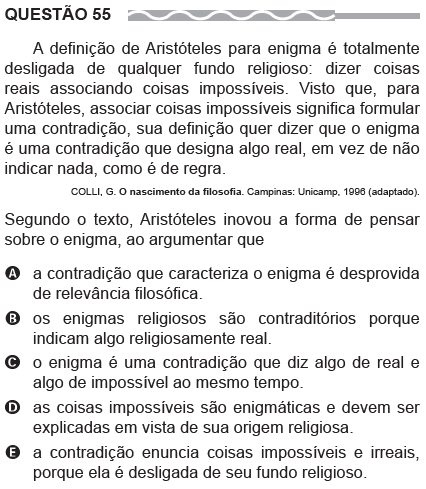 QUESTÃO 55
A definição de Aristóteles para enigma é totalmente
desligada de qualquer fundo religioso: dizer coisas
reais associando coisas impossíveis. Visto que, para
Aristóteles, associar coisas impossíveis significa formular
uma contradição, sua definição quer dizer que o enigma
é uma contradição que designa algo real, em vez de não
indicar nada, como é de regra.
COLLI, G. O nascimento da filosofia. Campinas: Unicamp, 1996 (adaptado).
Segundo o texto, Aristóteles inovou a forma de pensar
sobre o enigma, ao argumentar que
A a contradição que caracteriza o enigma é desprovida
de relevância filosófica.
B os enigmas religiosos são contraditórios porque
indicam algo religiosamente real.
C o enigma é uma contradição que diz algo de real e
algo de impossível ao mesmo tempo.
D as coisas impossíveis são enigmáticas e devem ser
explicadas em vista de sua origem religiosa.
E a contradição enuncia coisas impossíveis e irreais,
porque ela é desligada de seu fundo religioso.